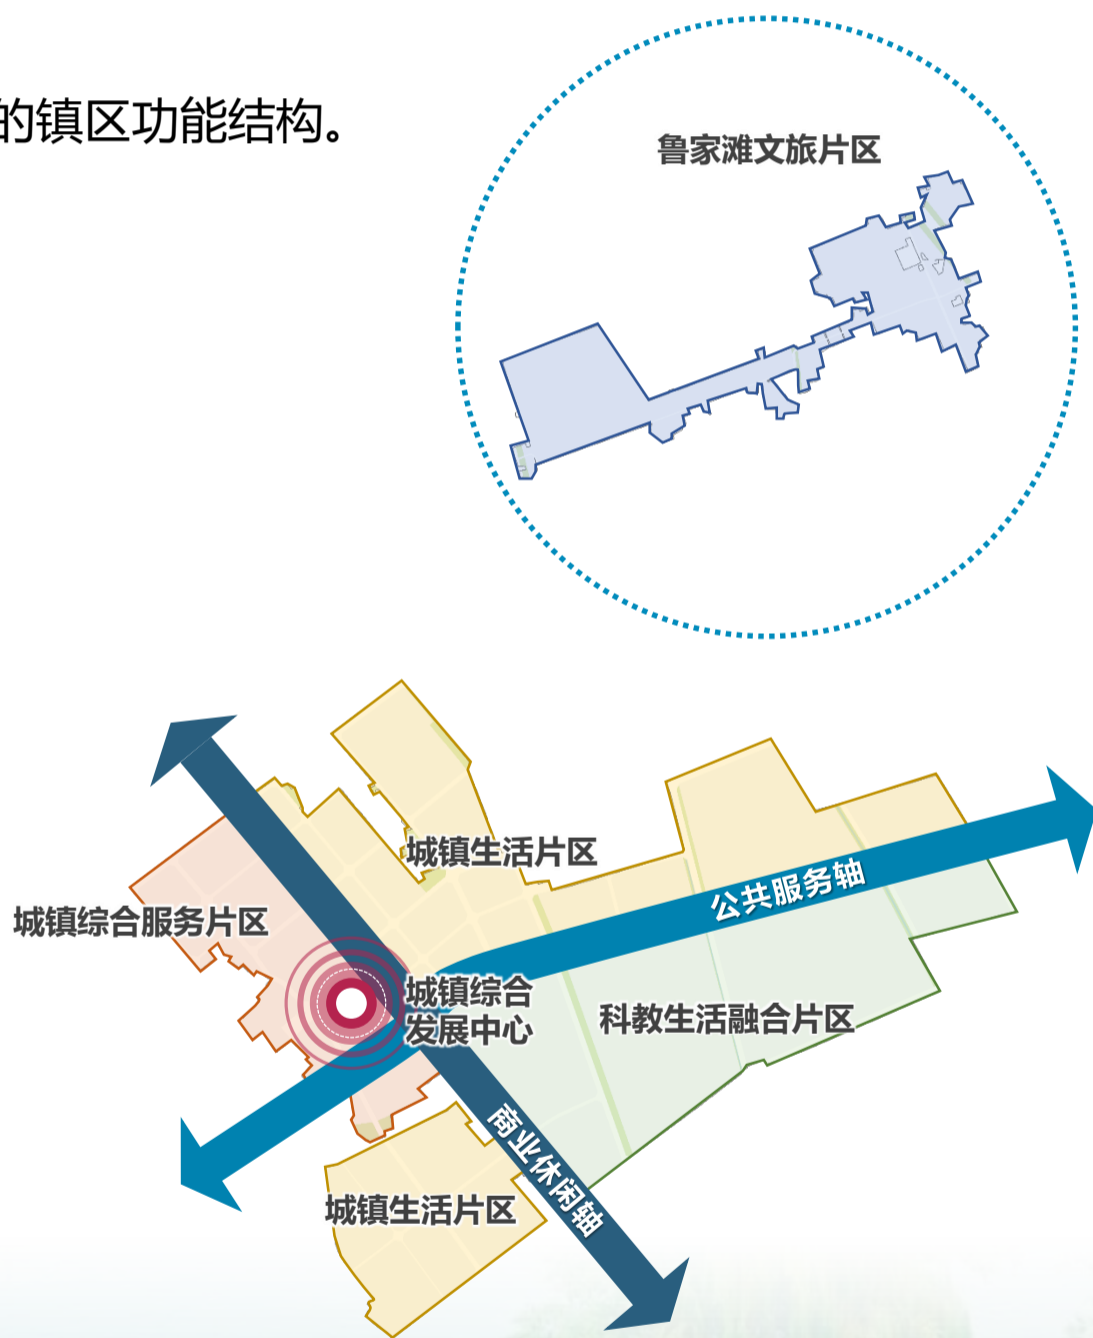 的镇区功能结构。
鲁家滩文旅片区
城镇生活片区
公共服务轴
城镇综合服务片区
城镇综合
发展中心
科教生活融合片区
商业休闲轴
城镇生活片区